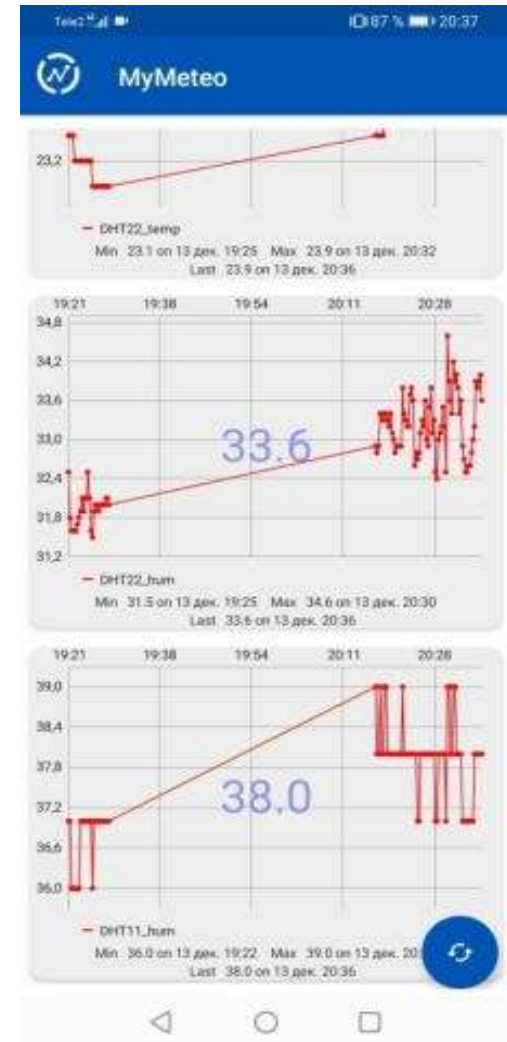 Tele2 87 % 20:37
MyMeteo
23,2
DHT22_temp
Min 23.1 on 13 дек. 19:25 Max 23.9 on 13 дек. 20:32
Last 23.9 on 13 дек. 20:36
19:21 19:38 19:54 20:11 20:28
34,8
34,2
33,6
33,0
32,4
31,8
31,2
33.6
DHT22_hum
Min 31.5 on 13 дек. 19:25 Max 34.6 on 13 дек. 20:30
Last 33.6 on 13 дек. 20:36
19:21 19:38 19:54 20:11 20:28
39,0
38,4
37,8
37,2
36,6
36,0
38.0
DHT11_hum
Min 36.0 on 13 дек. 19:22 Max 39.0 on 13 дек.
Last 38.0 on 13 дек. 20:36